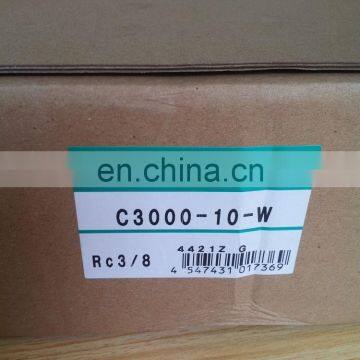 en.china.cn
C3000-10-W
4421Z G
Rc3/8
4 547431 017369